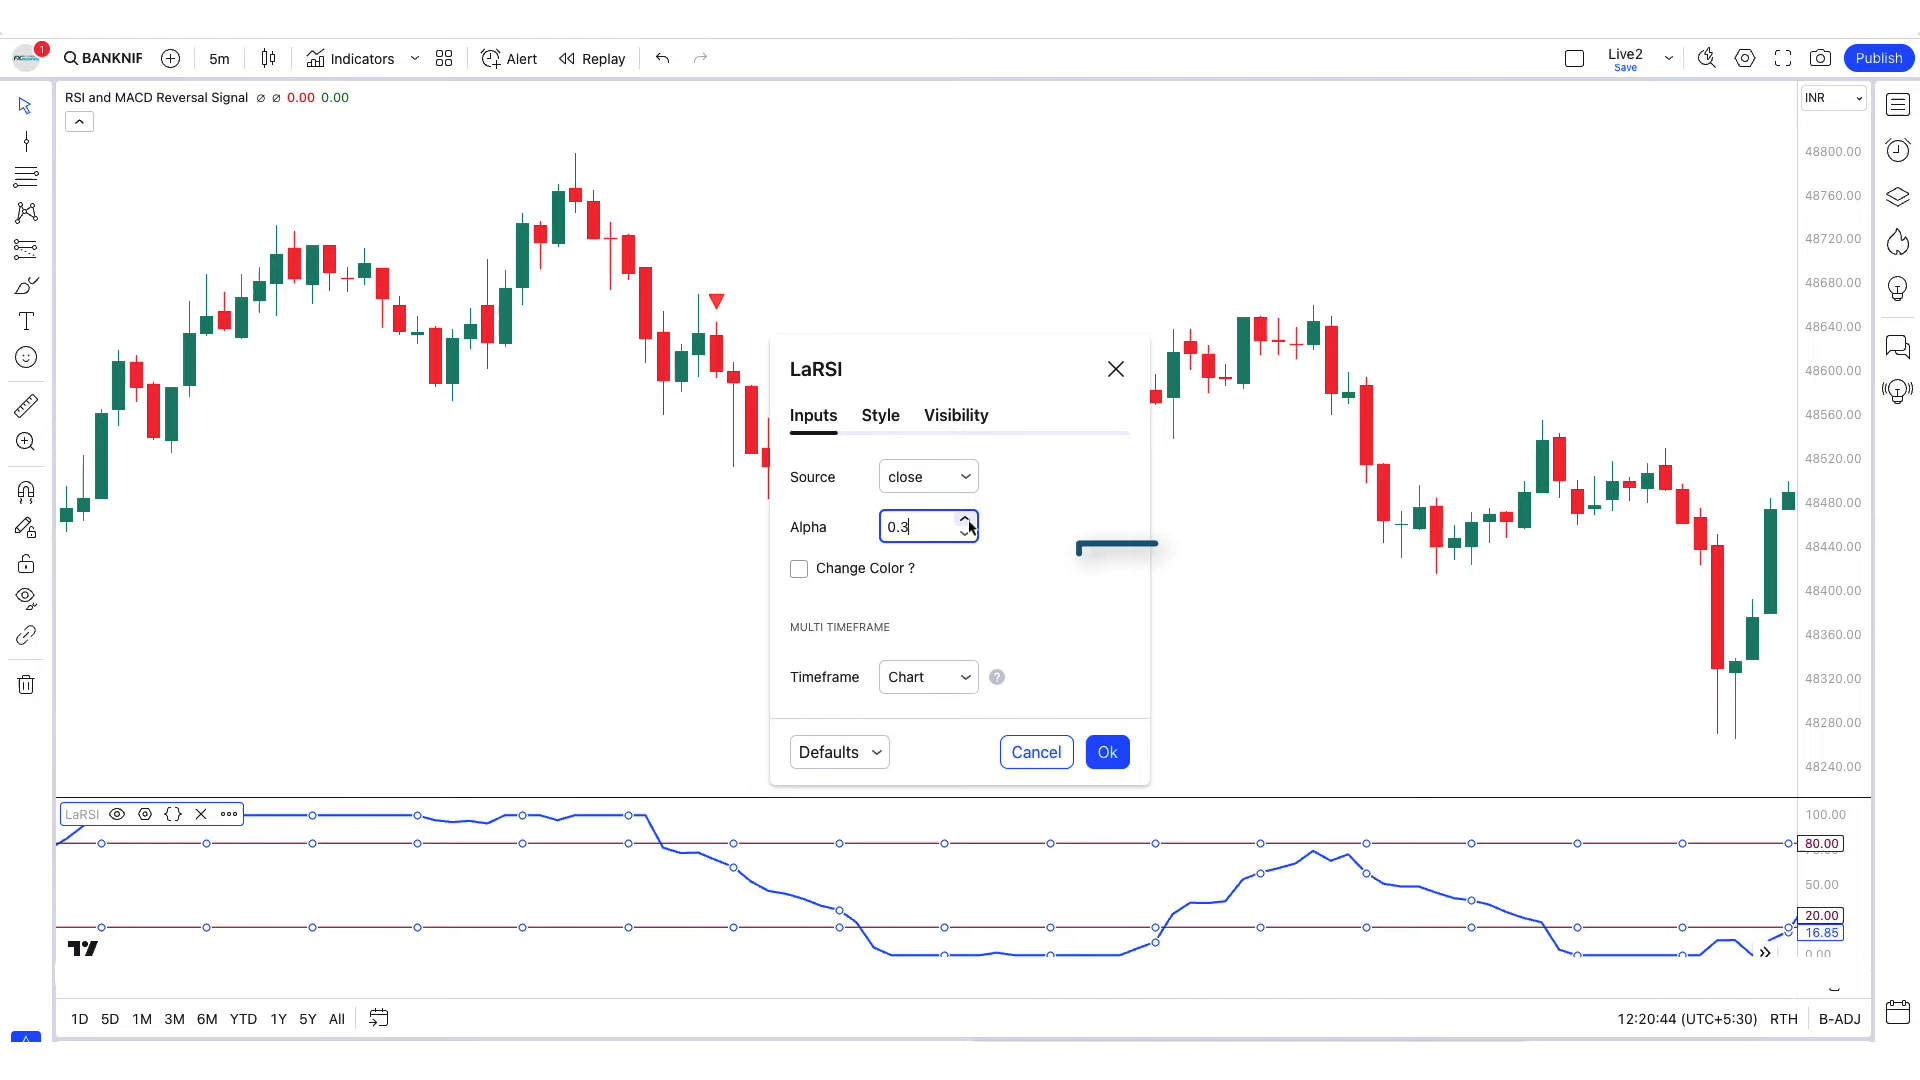 1
BANKNIF
5m
Indicators
Alert
Replay
Live2
Save
Publish
RSI and MACD Reversal Signal ⌀ ⌀ 0.00 0.00
INR
48800.00
48760.00
48720.00
48680.00
48640.00
48600.00
48560.00
48520.00
48480.00
48440.00
48400.00
48360.00
48320.00
48280.00
48240.00
LaRSI
Inputs Style Visibility
Source close
Alpha 0.3
Change Color ?
MULTI TIMEFRAME
Timeframe Chart ?
Defaults Cancel Ok
LaRSI
100.00
80.00
50.00
20.00
16.85
0.00
1D 5D 1M 3M 6M YTD 1Y 5Y All
12:20:44 (UTC+5:30) RTH B-ADJ